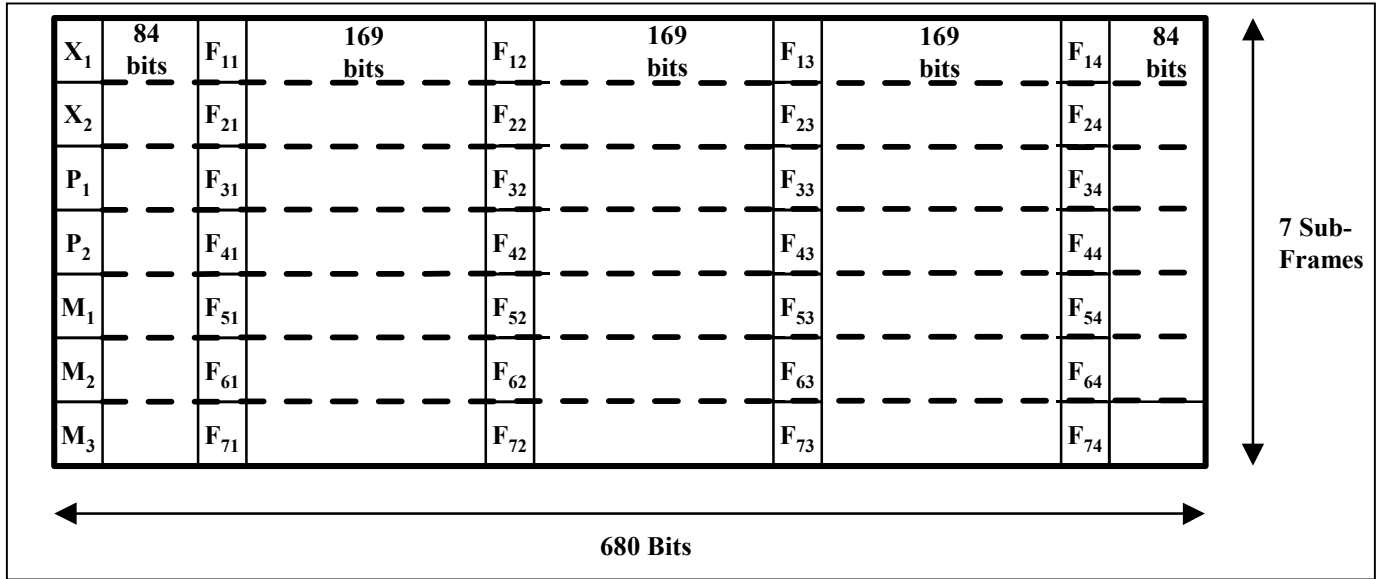 X1 84 bits F11 169 bits F12 169 bits F13 169 bits F14 84 bits
X2 F21 F22 F23 F24
P1 F31 F32 F33 F34
P2 F41 F42 F43 F44
M1 F51 F52 F53 F54
M2 F61 F62 F63 F64
M3 F71 F72 F73 F74
7 Sub-
Frames
680 Bits